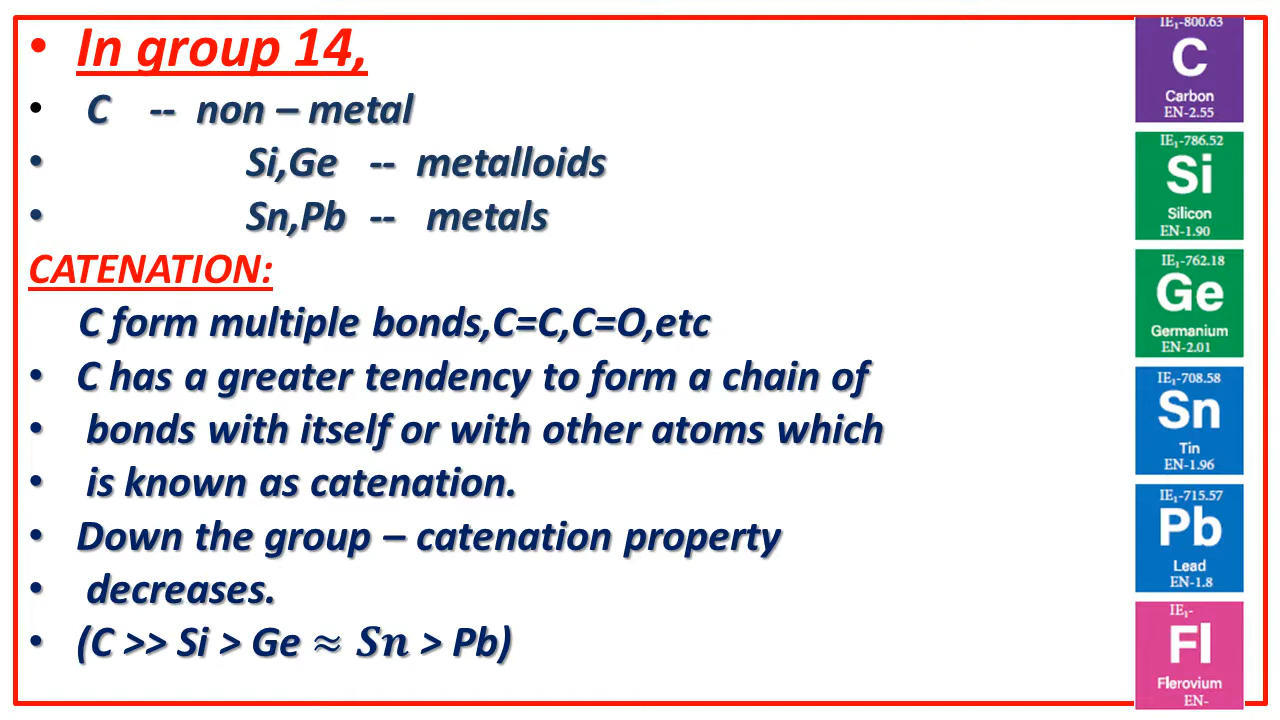 • In group 14,
• C -- non – metal
• Si,Ge -- metalloids
• Sn,Pb -- metals
CATENATION:
C form multiple bonds,C=C,C=O,etc
• C has a greater tendency to form a chain of
• bonds with itself or with other atoms which
• is known as catenation.
• Down the group – catenation property
• decreases.
• (C >> Si > Ge ≈ Sn > Pb)
IE₁-800.63
C
Carbon
EN-2.55
IE₁-786.52
Si
Silicon
EN-1.90
IE₁-762.18
Ge
Germanium
EN-2.01
IE₁-708.58
Sn
Tin
EN-1.96
IE₁-715.57
Pb
Lead
EN-1.8
IE₁-
Fl
Flerovium
EN-